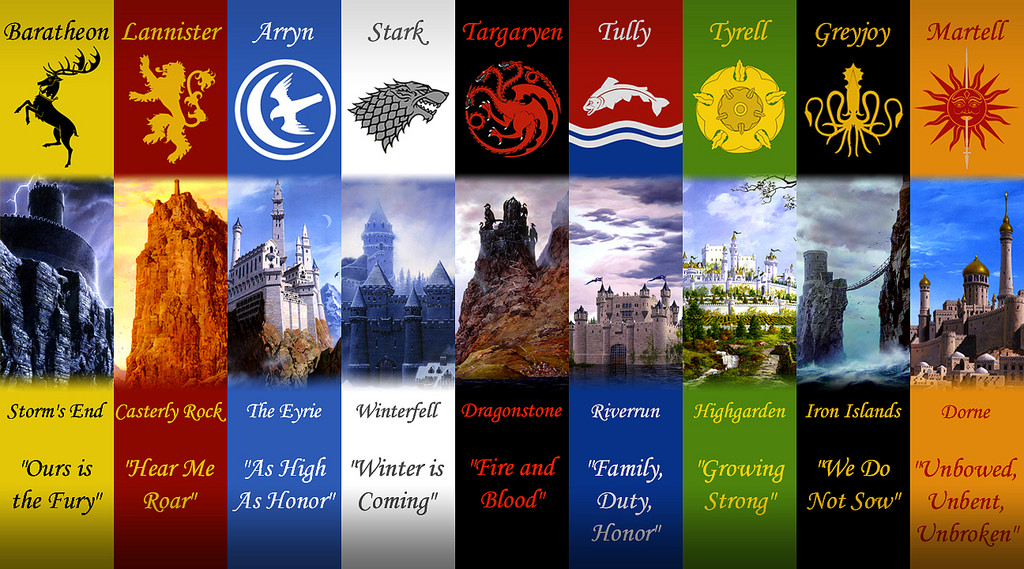 Baratheon
Lannister
Arryn
Stark
Targaryen
Tully
Tyrell
Greyjoy
Martell
Storm's End
Casterly Rock
The Eyrie
Winterfell
Dragonstone
Riverrun
Highgarden
Iron Islands
Dorne
"Ours is
the Fury"
"Hear Me
Roar"
"As High
As Honor"
"Winter is
Coming"
"Fire and
Blood"
"Family,
Duty,
Honor"
"Growing
Strong"
"We Do
Not Sow"
"Unbowed,
Unbent,
Unbroken"